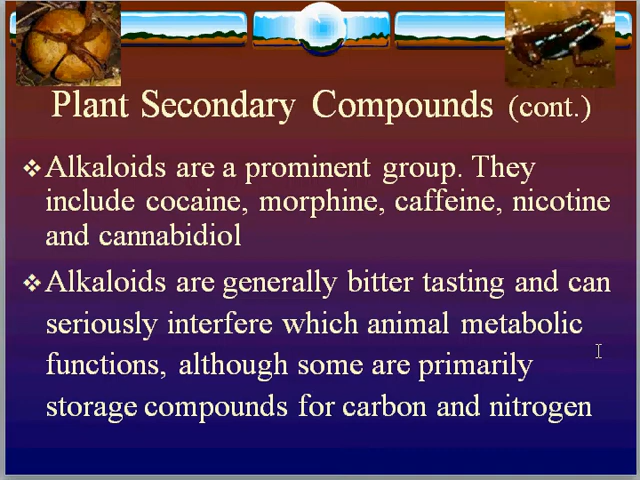 Plant Secondary Compounds (cont.)
Alkaloids are a prominent group. They
include cocaine, morphine, caffeine, nicotine
and cannabidiol
Alkaloids are generally bitter tasting and can
seriously interfere which animal metabolic
functions, although some are primarily
storage compounds for carbon and nitrogen